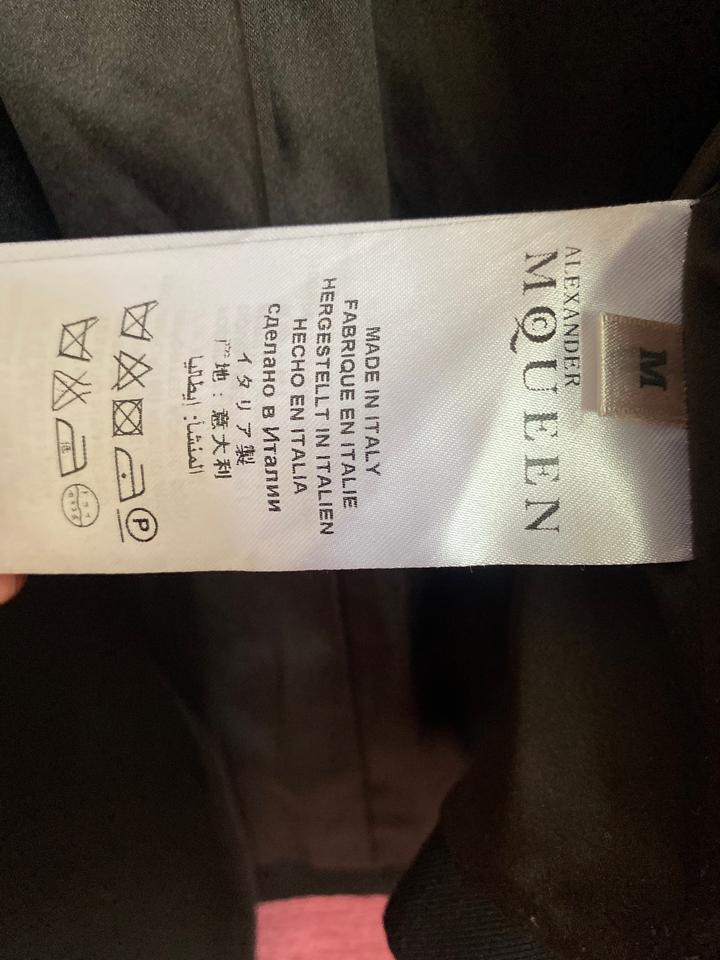 M
ALEXANDER
McQUEEN
MADE IN ITALY
FABRIQUE EN ITALIE
HERGESTELLT IN ITALIEN
HECHO EN ITALIA
Сделано в Италии
イタリア製
产地：意大利
المنشأ: إيطاليا
P